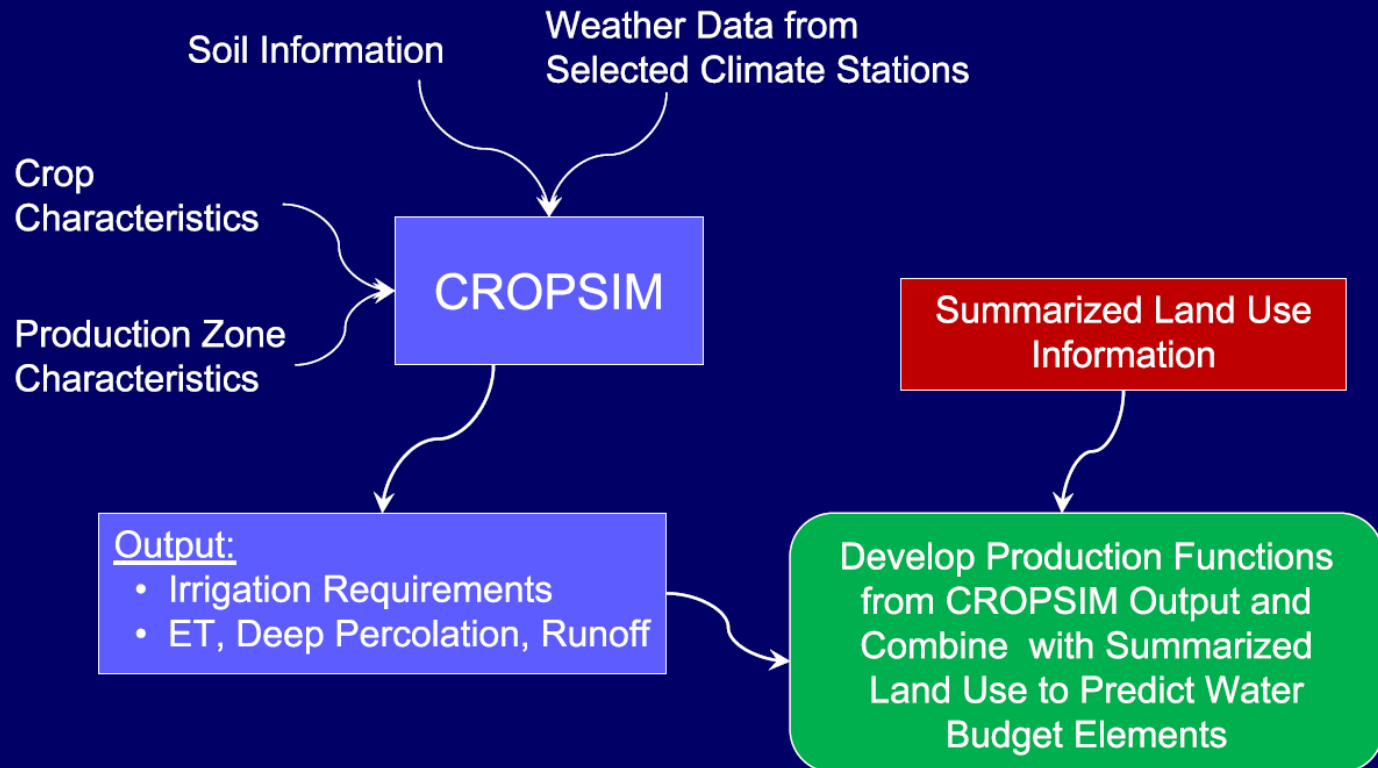 Soil Information
Weather Data from
Selected Climate Stations
Crop
Characteristics
Production Zone
Characteristics
CROPSIM
Summarized Land Use
Information
Output:
• Irrigation Requirements
• ET, Deep Percolation, Runoff
Develop Production Functions
from CROPSIM Output and
Combine  with Summarized
Land Use to Predict Water
Budget Elements